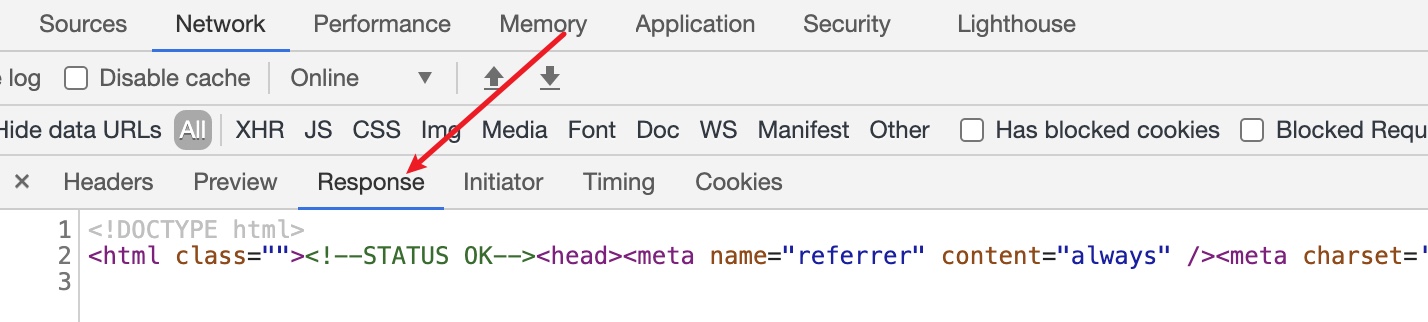 Sources Network Performance Memory Application Security Lighthouse
log Disable cache Online
Hide data URLs All XHR JS CSS Img Media Font Doc WS Manifest Other Has blocked cookies Blocked Requ
× Headers Preview Response Initiator Timing Cookies
1 <!DOCTYPE html>
2 <html class=""><!--STATUS OK--><head><meta name="referrer" content="always" /><meta charset='
3